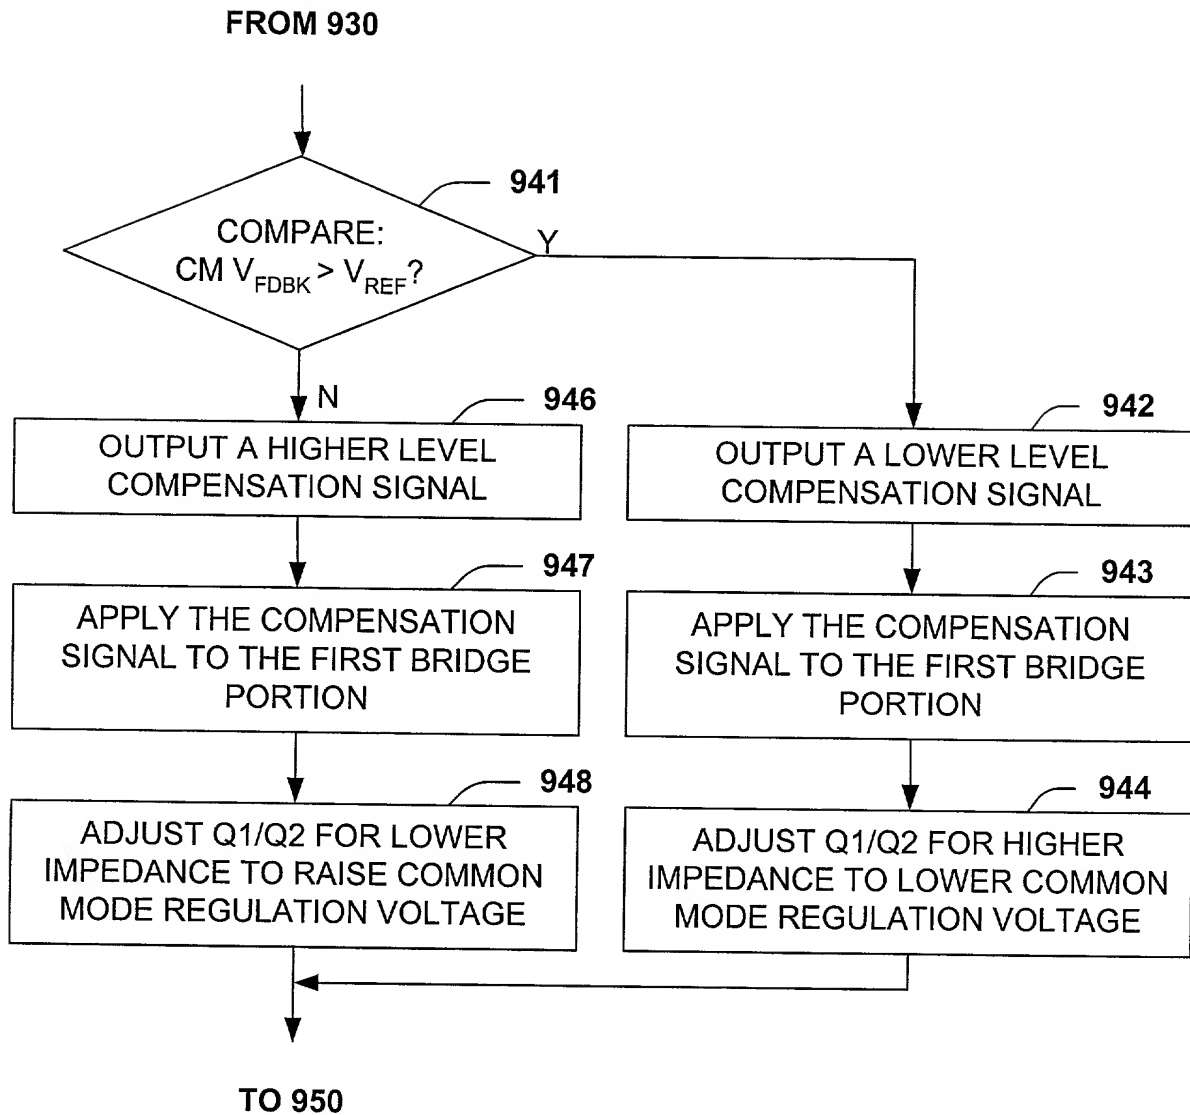 FROM 930
941
COMPARE:
CM V_FDBK > V_REF?
Y
N
946
OUTPUT A HIGHER LEVEL
COMPENSATION SIGNAL
942
OUTPUT A LOWER LEVEL
COMPENSATION SIGNAL
947
APPLY THE COMPENSATION
SIGNAL TO THE FIRST BRIDGE
PORTION
943
APPLY THE COMPENSATION
SIGNAL TO THE FIRST BRIDGE
PORTION
948
ADJUST Q1/Q2 FOR LOWER
IMPEDANCE TO RAISE COMMON
MODE REGULATION VOLTAGE
944
ADJUST Q1/Q2 FOR HIGHER
IMPEDANCE TO LOWER COMMON
MODE REGULATION VOLTAGE
TO 950